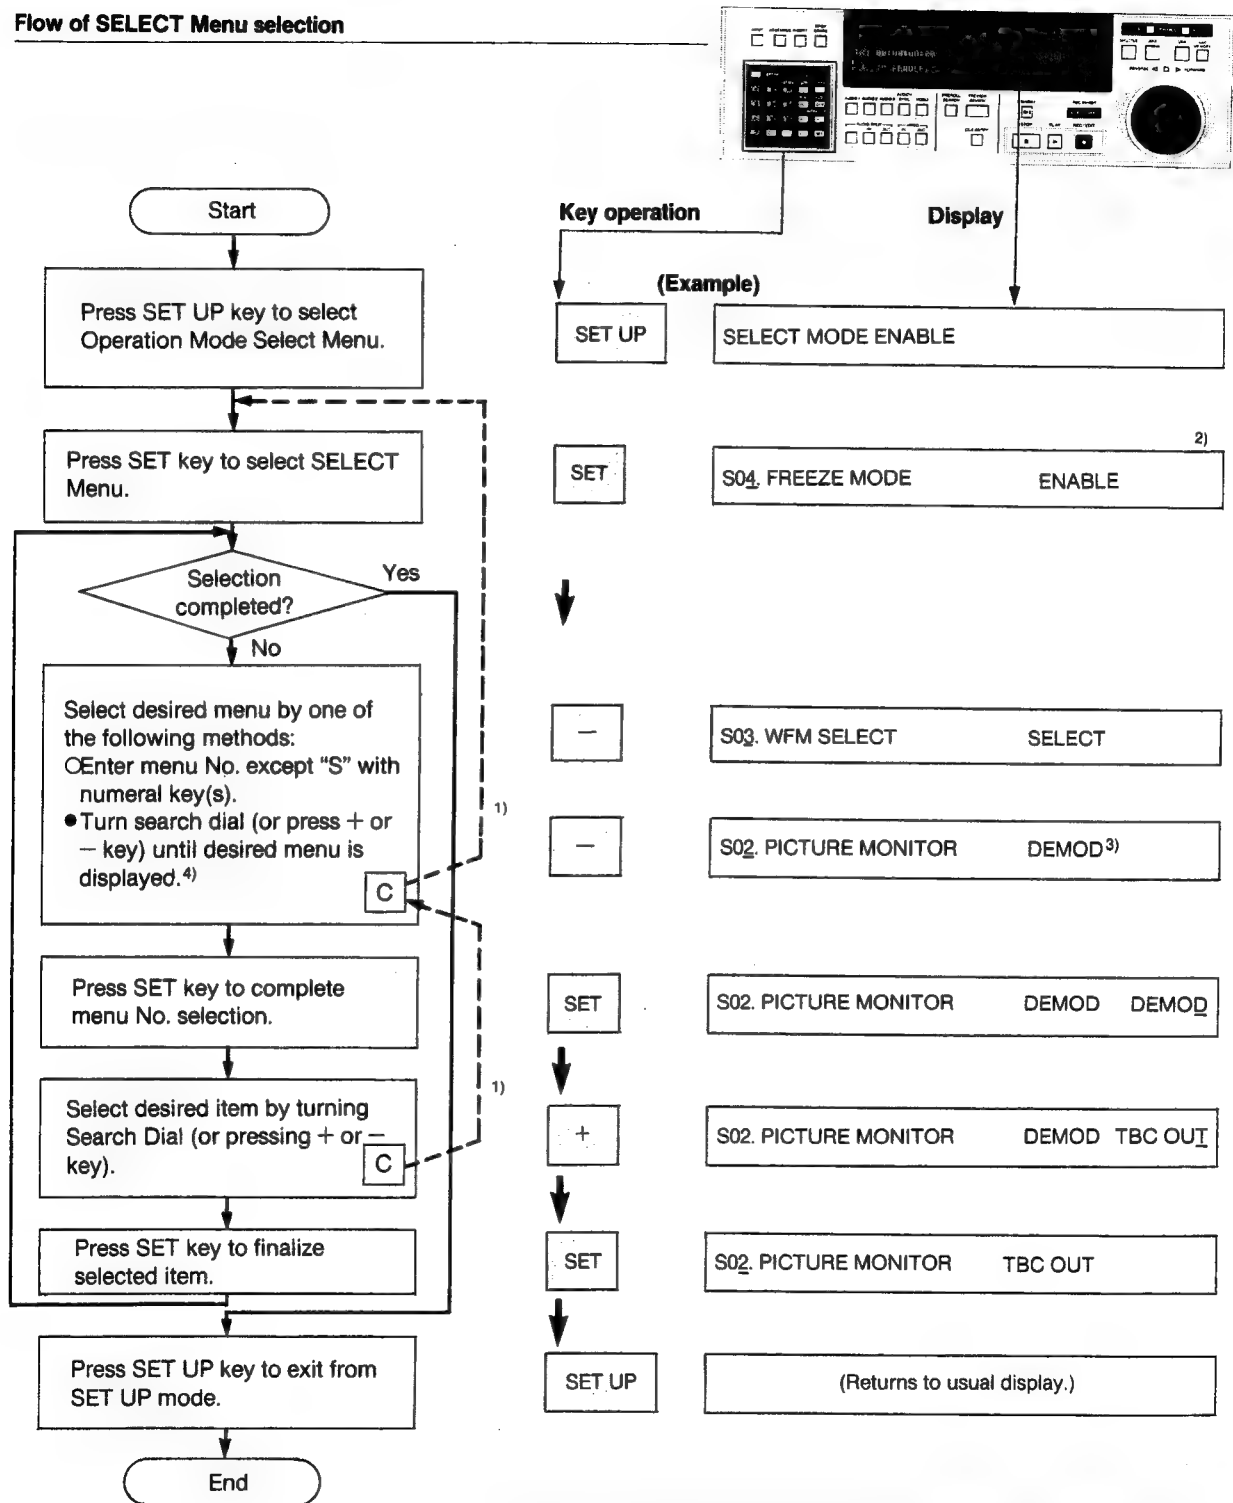 Flow of SELECT Menu selection
Start
Key operation
Display
(Example)
Press SET UP key to select
Operation Mode Select Menu.
SET UP
SELECT MODE ENABLE
Press SET key to select SELECT
Menu.
SET
2)
S04. FREEZE MODE ENABLE
Selection
completed?
Yes
No
Select desired menu by one of
the following methods:
○Enter menu No. except “S” with
numeral key(s).
●Turn search dial (or press + or
− key) until desired menu is
displayed.4)
C
1)
−
S03. WFM SELECT SELECT
−
S02. PICTURE MONITOR DEMOD3)
Press SET key to complete
menu No. selection.
SET
S02. PICTURE MONITOR DEMOD DEMOD
Select desired item by turning
Search Dial (or pressing + or −
key).
C
1)
+
S02. PICTURE MONITOR DEMOD TBC OUT
Press SET key to finalize
selected item.
SET
S02. PICTURE MONITOR TBC OUT
Press SET UP key to exit from
SET UP mode.
SET UP
(Returns to usual display.)
End